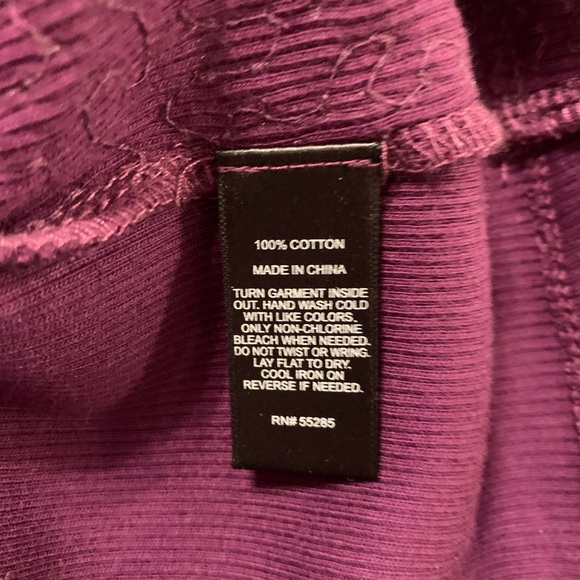 100% COTTON
MADE IN CHINA
TURN GARMENT INSIDE
OUT. HAND WASH COLD
WITH LIKE COLORS.
ONLY NON-CHLORINE
BLEACH WHEN NEEDED.
DO NOT TWIST OR WRING.
LAY FLAT TO DRY.
COOL IRON ON
REVERSE IF NEEDED.
RN# 55285